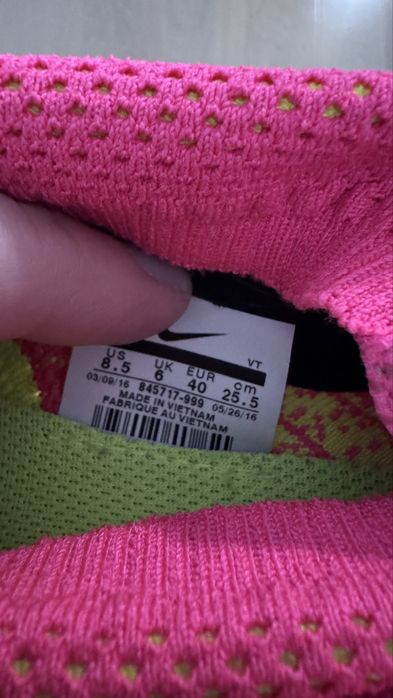 VT
US UK EUR cm
8.5 6 40 25.5
03/09/16 845717-999 05/26/16
MADE IN VIETNAM
FABRIQUE AU VIETNAM